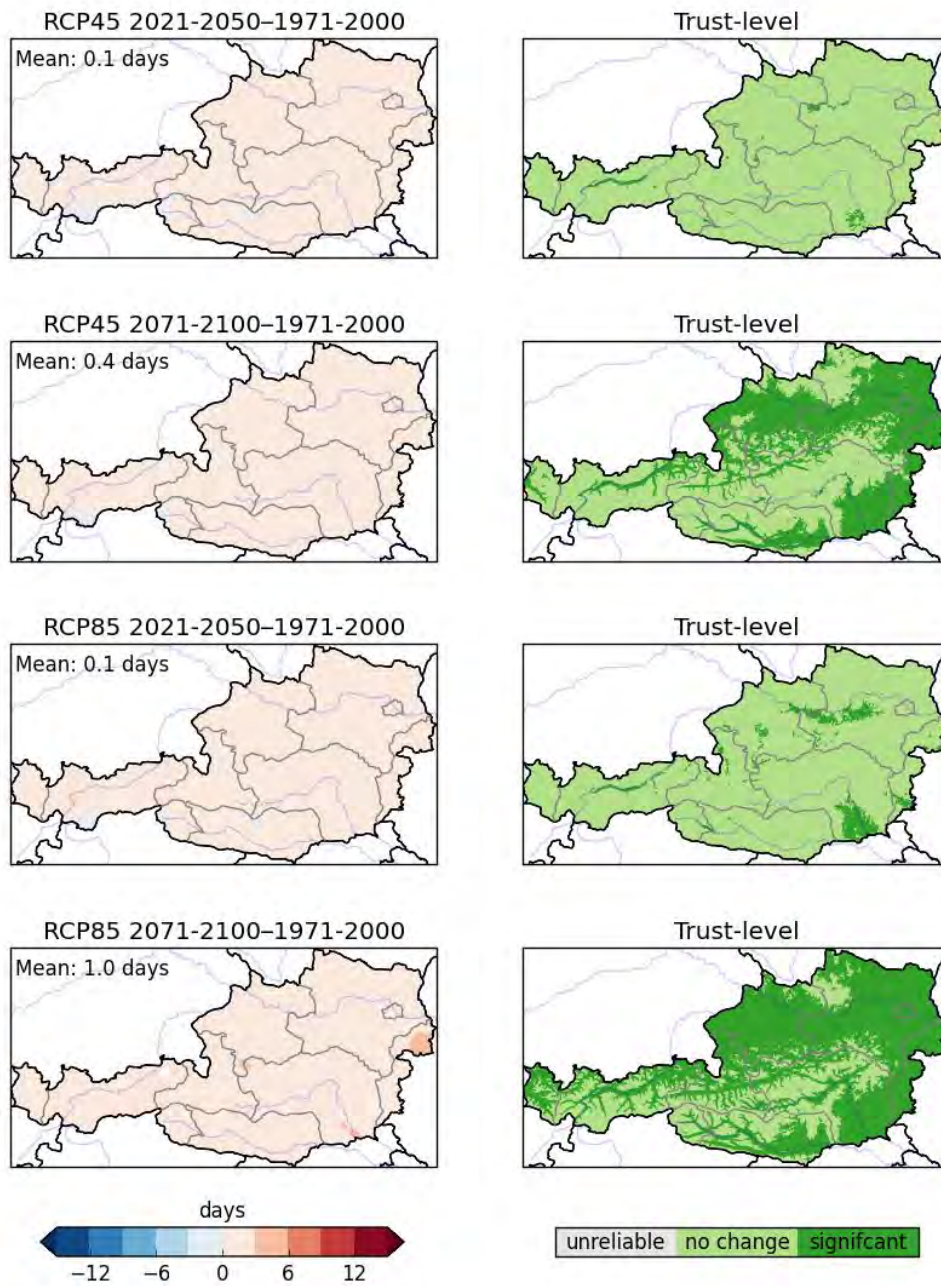 RCP45 2021-2050–1971-2000
Trust-level
Mean: 0.1 days
RCP45 2071-2100–1971-2000
Trust-level
Mean: 0.4 days
RCP85 2021-2050–1971-2000
Trust-level
Mean: 0.1 days
RCP85 2071-2100–1971-2000
Trust-level
Mean: 1.0 days
days
unreliable no change signifcant
−12 −6 0 6 12